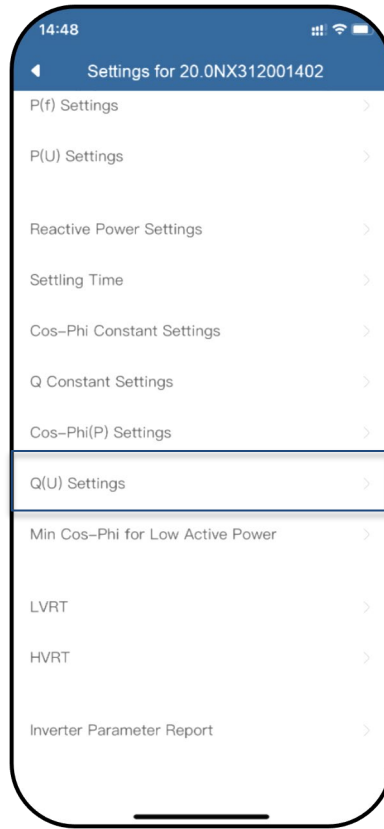 14:48
Settings for 20.0NX312001402
P(f) Settings
P(U) Settings
Reactive Power Settings
Settling Time
Cos-Phi Constant Settings
Q Constant Settings
Cos-Phi(P) Settings
Q(U) Settings
Min Cos-Phi for Low Active Power
LVRT
HVRT
Inverter Parameter Report